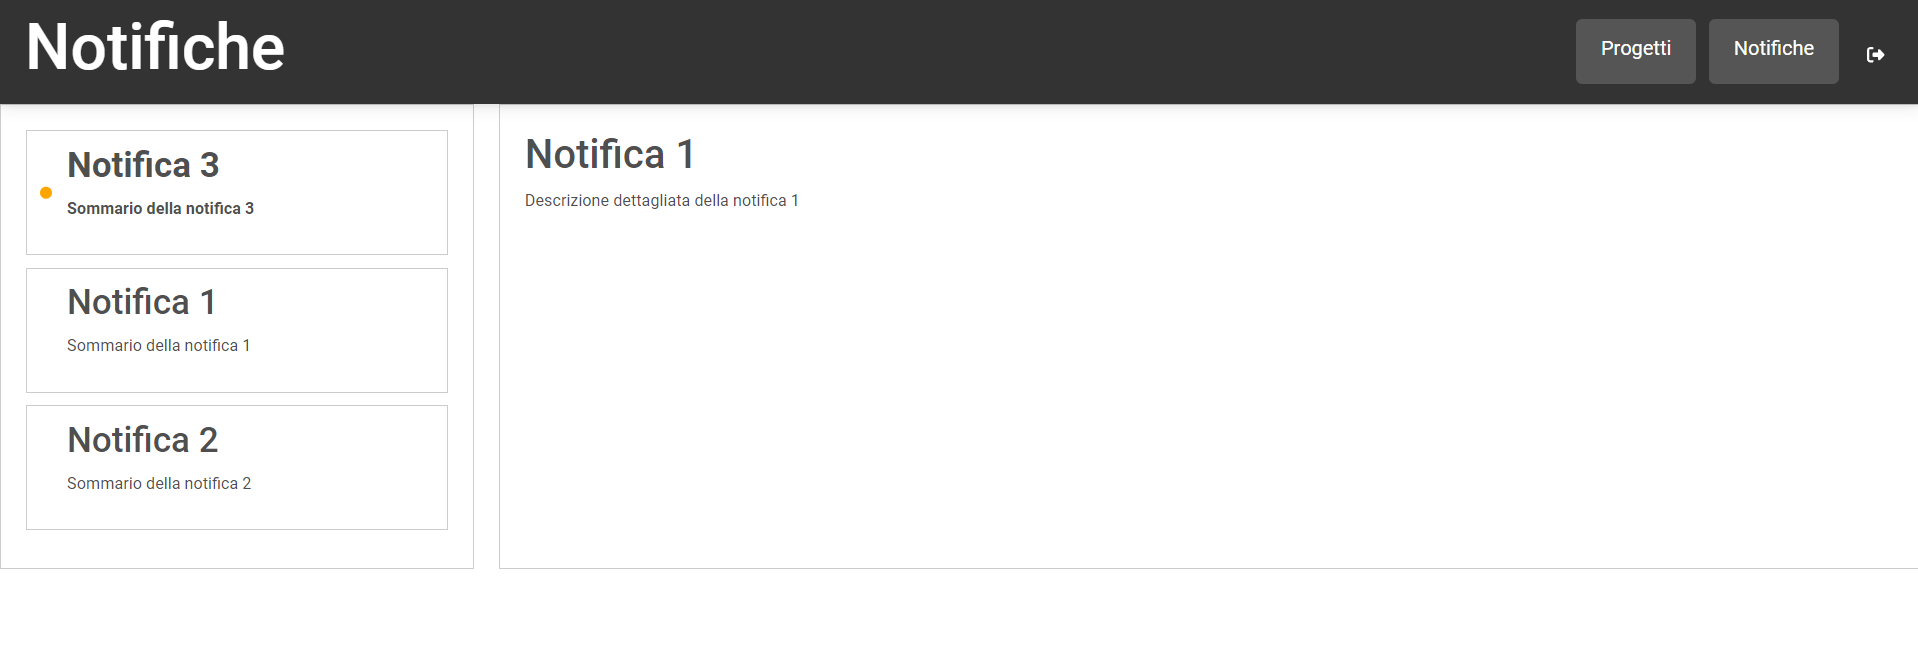 Notifiche
Progetti
Notifiche
Notifica 3
Sommario della notifica 3
Notifica 1
Sommario della notifica 1
Notifica 2
Sommario della notifica 2
Notifica 1
Descrizione dettagliata della notifica 1